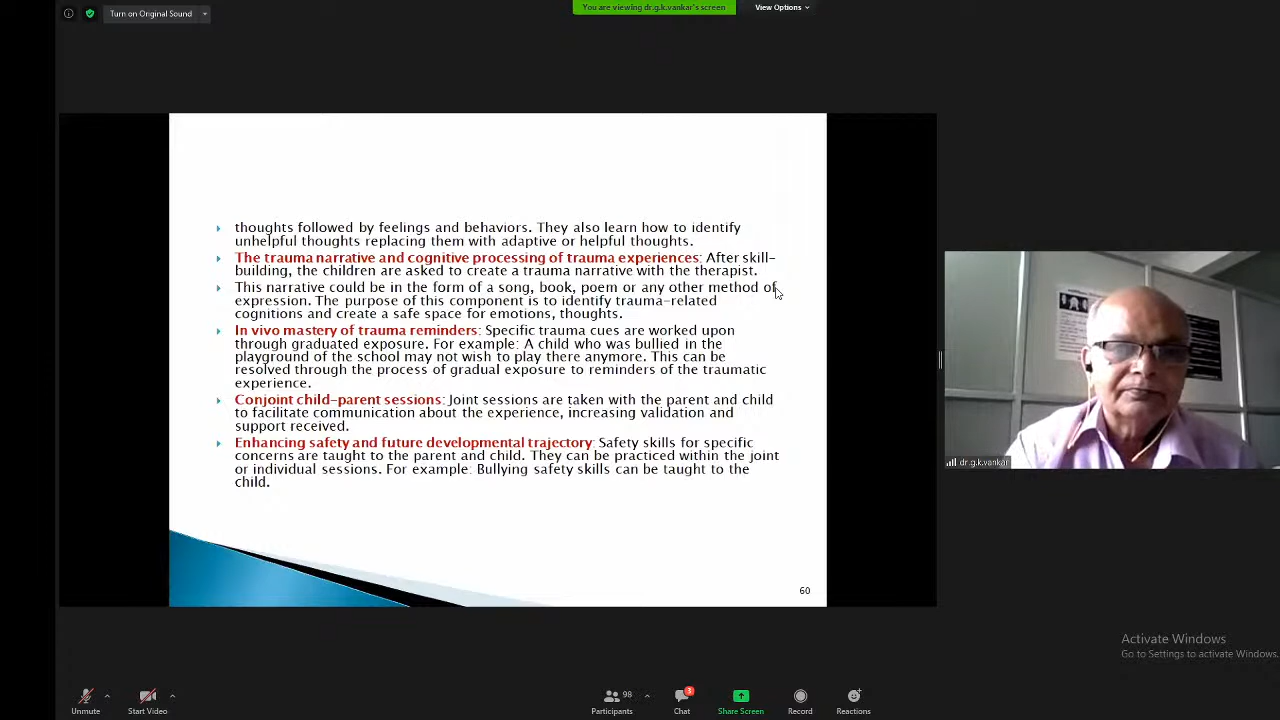 Turn on Original Sound
You are viewing dr.g.k.vankar's screen
View Options
thoughts followed by feelings and behaviors. They also learn how to identify
unhelpful thoughts replacing them with adaptive or helpful thoughts.
The trauma narrative and cognitive processing of trauma experiences: After skill-
building, the children are asked to create a trauma narrative with the therapist.
This narrative could be in the form of a song, book, poem or any other method of
expression. The purpose of this component is to identify trauma-related
cognitions and create a safe space for emotions, thoughts.
In vivo mastery of trauma reminders: Specific trauma cues are worked upon
through graduated exposure. For example: A child who was bullied in the
playground of the school may not wish to play there anymore. This can be
resolved through the process of gradual exposure to reminders of the traumatic
experience.
Conjoint child-parent sessions: Joint sessions are taken with the parent and child
to facilitate communication about the experience, increasing validation and
support received.
Enhancing safety and future developmental trajectory: Safety skills for specific
concerns are taught to the parent and child. They can be practiced within the joint
or individual sessions. For example: Bullying safety skills can be taught to the
child.
60
dr.g.k.vankar
Activate Windows
Go to Settings to activate Windows.
98
3
Unmute
Start Video
Participants
Chat
Share Screen
Record
Reactions